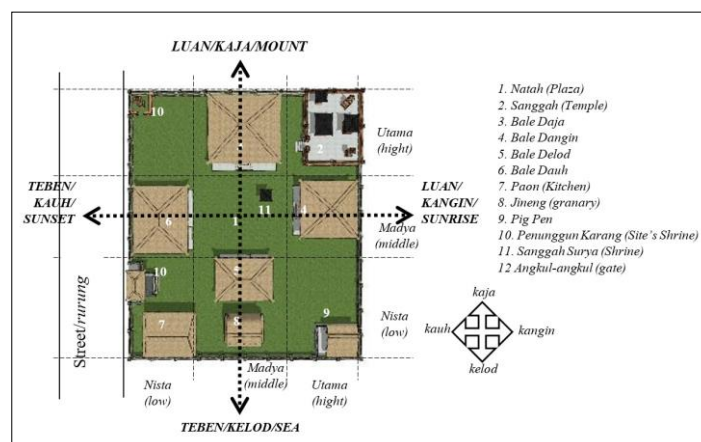 LUAN/KAJA/MOUNT
10
3
2
Utama
(hight)
TEBEN/
KAUH/
SUNSET
6
1
11
4
LUAN/
KANGIN/
SUNRISE
Madya
(middle)
Street/rurung
10
5
7
8
9
Nista
(low)
Nista
(low)
Madya
(middle)
Utama
(hight)
TEBEN/KELOD/SEA
1. Natah (Plaza)
2. Sanggah (Temple)
3. Bale Daja
4. Bale Dangin
5. Bale Delod
6. Bale Dauh
7. Paon (Kitchen)
8. Jineng (granary)
9. Pig Pen
10. Penunggun Karang (Site's Shrine)
11. Sanggah Surya (Shrine)
12 Angkul-angkul (gate)
kaja
kauh
kangin
kelod